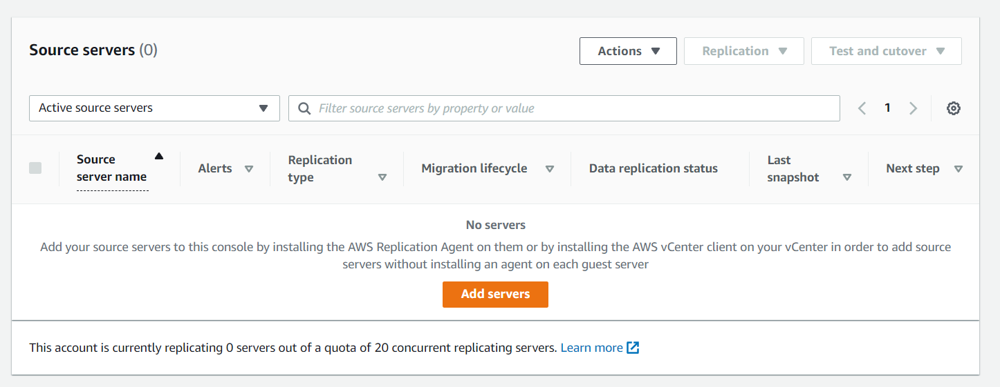 Source servers (0)
Actions
Replication
Test and cutover
Active source servers
Filter source servers by property or value
1
Source
server name
Alerts
Replication
type
Migration lifecycle
Data replication status
Last
snapshot
Next step
No servers
Add your source servers to this console by installing the AWS Replication Agent on them or by installing the AWS vCenter client on your vCenter in order to add source
servers without installing an agent on each guest server
Add servers
This account is currently replicating 0 servers out of a quota of 20 concurrent replicating servers. Learn more